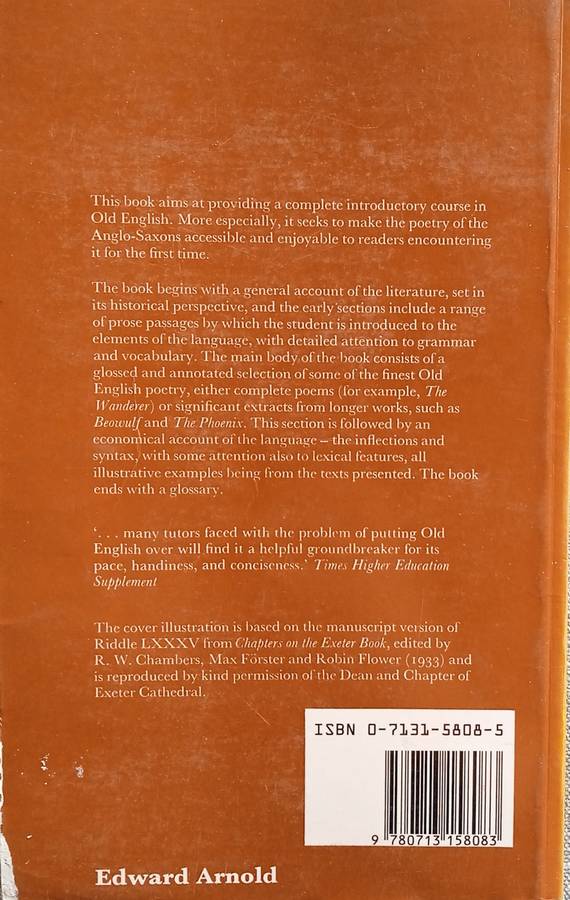 This book aims at providing a complete introductory course in
Old English. More especially, it seeks to make the poetry of the
Anglo-Saxons accessible and enjoyable to readers encountering
it for the first time.
The book begins with a general account of the literature, set in
its historical perspective, and the early sections include a range
of prose passages by which the student is introduced to the
elements of the language, with detailed attention to grammar
and vocabulary. The main body of the book consists of a
glossed and annotated selection of some of the finest Old
English poetry, either complete poems (for example, The
Wanderer) or significant extracts from longer works, such as
Beowulf and The Phoenix. This section is followed by an
economical account of the language – the inflections and
syntax, with some attention also to lexical features, all
illustrative examples being from the texts presented. The book
ends with a glossary.
‘. . . many tutors faced with the problem of putting Old
English over will find it a helpful groundbreaker for its
pace, handiness, and conciseness.’ Times Higher Education
Supplement
The cover illustration is based on the manuscript version of
Riddle LXXXV from Chapters on the Exeter Book, edited by
R. W. Chambers, Max Förster and Robin Flower (1933) and
is reproduced by kind permission of the Dean and Chapter of
Exeter Cathedral.
ISBN 0-7131-5808-5
9 780713 158083
Edward Arnold